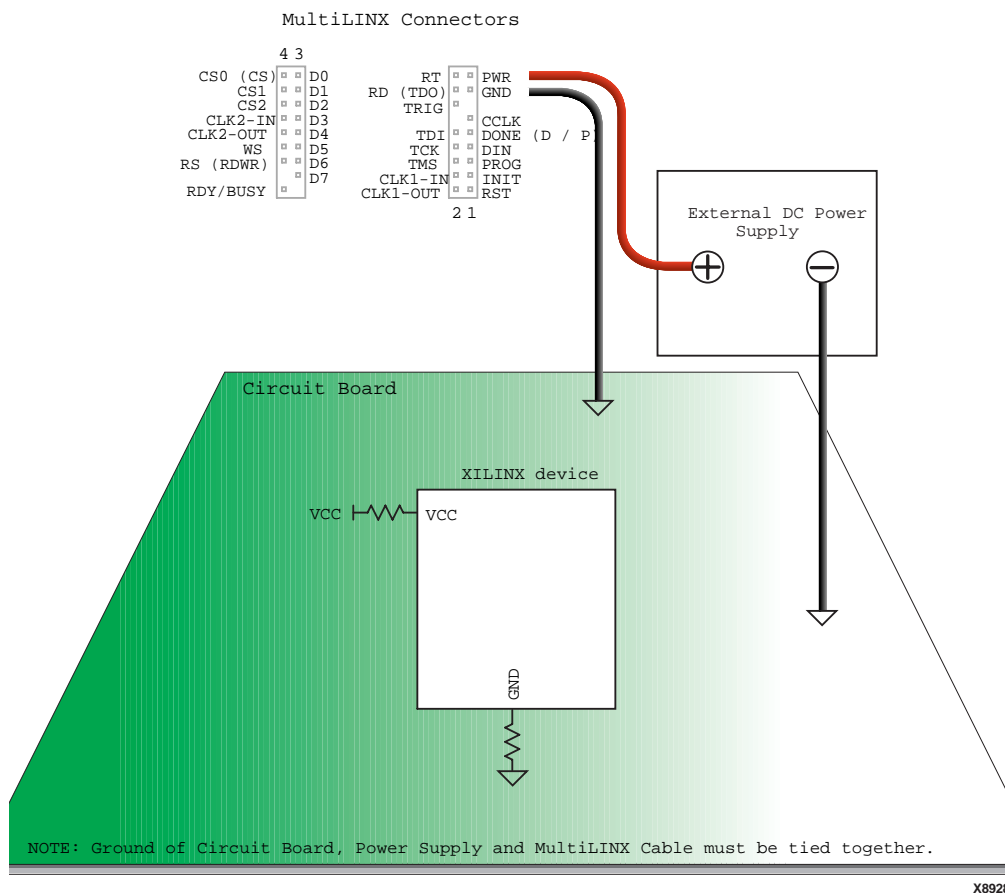 MultiLINX Connectors
4 3
CS0 (CS) D0
CS1 D1
CS2 D2
CLK2-IN D3
CLK2-OUT D4
WS D5
RS (RDWR) D6
D7
RDY/BUSY
RT PWR
RD (TDO) GND
TRIG
CCLK
TDI DONE (D / P)
TCK DIN
TMS PROG
CLK1-IN INIT
CLK1-OUT RST
2 1
External DC Power
Supply
Circuit Board
XILINX device
VCC VCC
GND
NOTE: Ground of Circuit Board, Power Supply and MultiLINX Cable must be tied together.